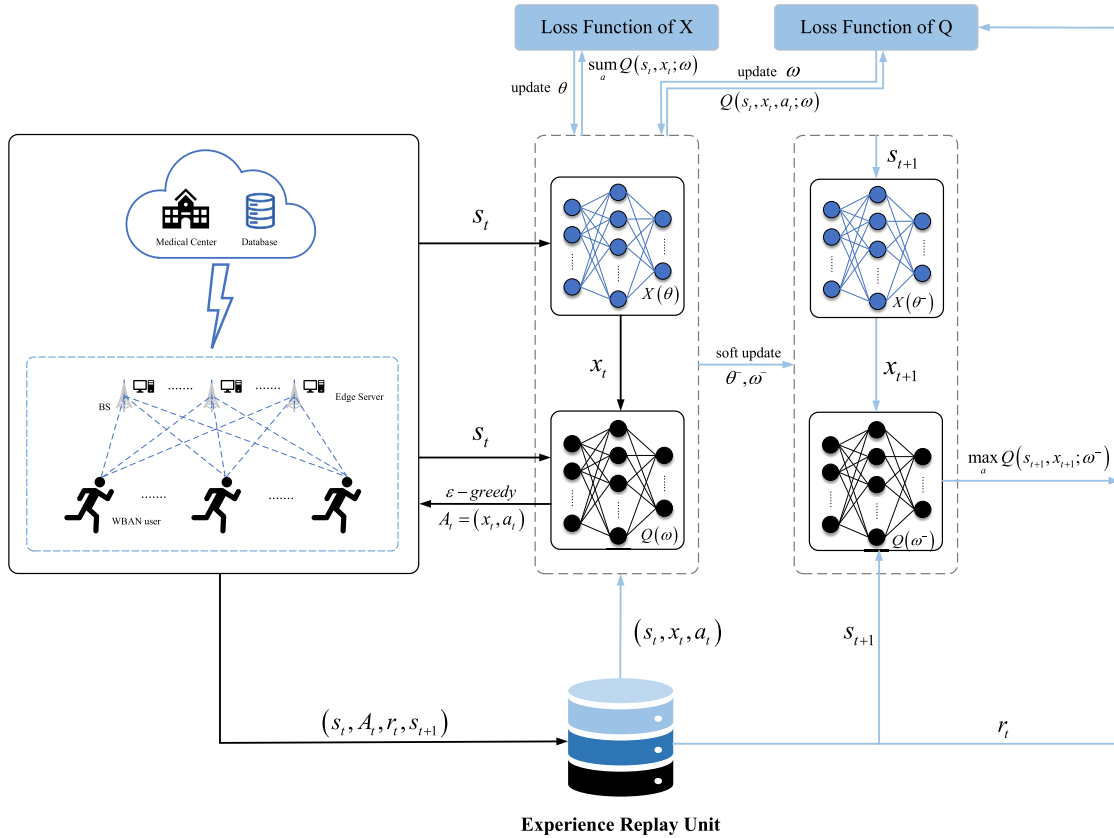 Loss Function of X
Loss Function of Q
update θ
sum_a Q(s_t, x_t; ω)
update ω
Q(s_t, x_t, a_t; ω)
Medical Center
Database
BS
.......
.......
Edge Server
WBAN user
.......
.......
s_t
X(θ)
s_{t+1}
X(θ⁻)
x_t
soft update
θ⁻, ω⁻
x_{t+1}
s_t
ε − greedy
A_t = (x_t, a_t)
Q(ω)
Q(ω⁻)
max_a Q(s_{t+1}, x_{t+1}; ω⁻)
(s_t, x_t, a_t)
s_{t+1}
(s_t, A_t, r_t, s_{t+1})
r_t
Experience Replay Unit